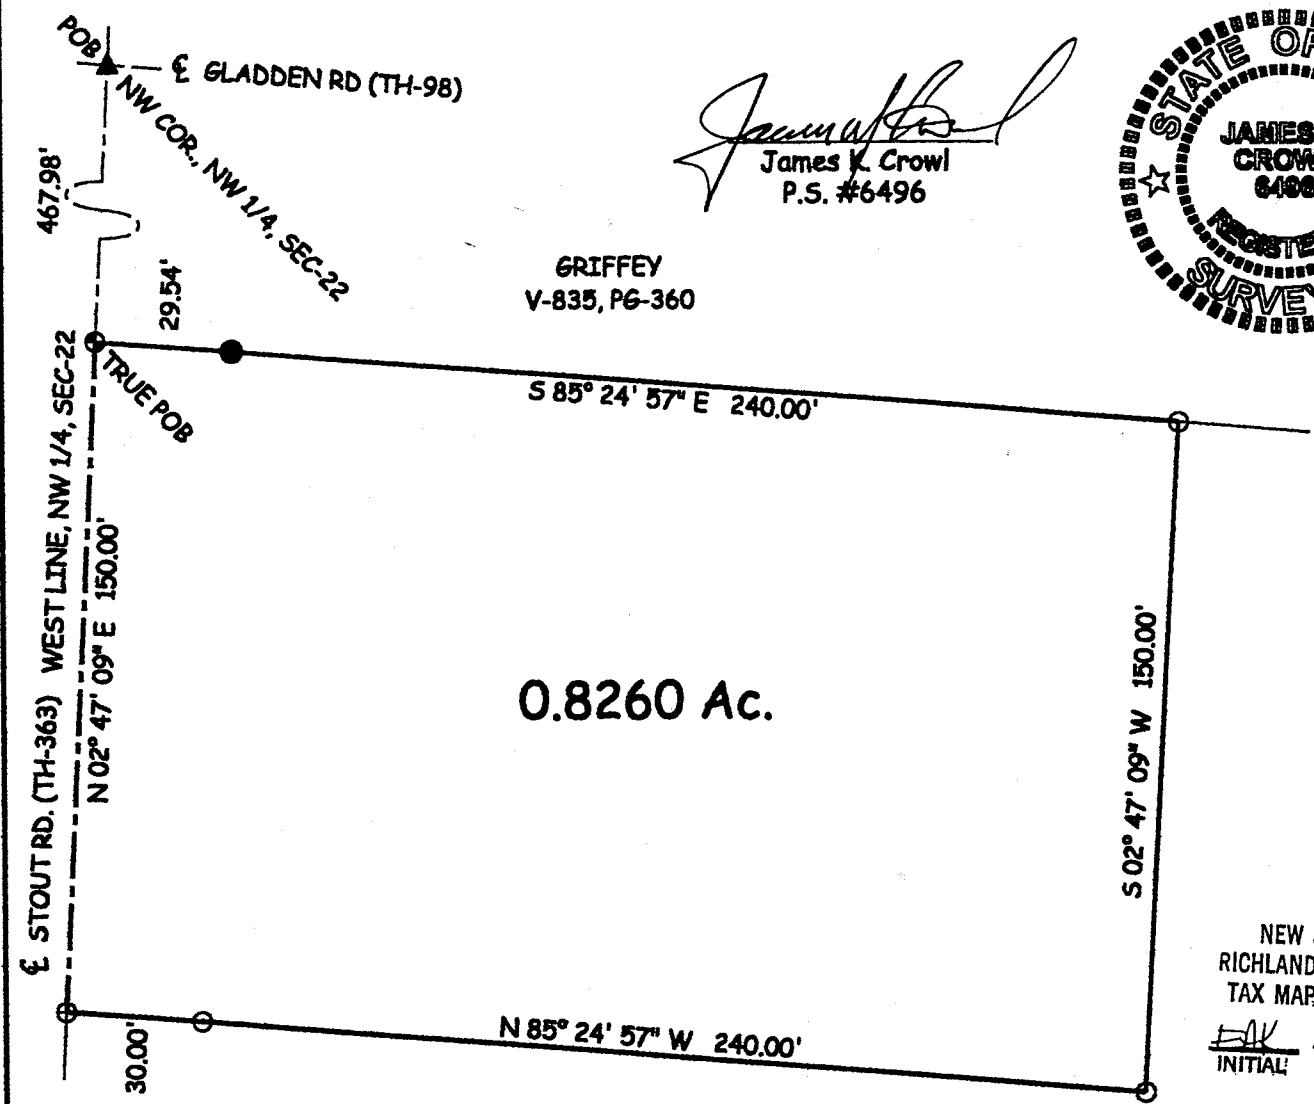 POB
℄ GLADDEN RD (TH-98)
NW COR., NW 1/4, SEC-22
467.98'
James K. Crowl
P.S. #6496
STATE OF
JAMES
CROW
6496
REGISTE
SURVEY
GRIFFEY
V-835, PG-360
29.54'
TRUE POB
S 85° 24' 57" E 240.00'
℄ STOUT RD. (TH-363) WEST LINE, NW 1/4, SEC-22
N 02° 47' 09" E 150.00'
0.8260 Ac.
S 02° 47' 09" W 150.00'
N 85° 24' 57" W 240.00'
30.00'
NEW
RICHLAND
TAX MAP
INITIAL